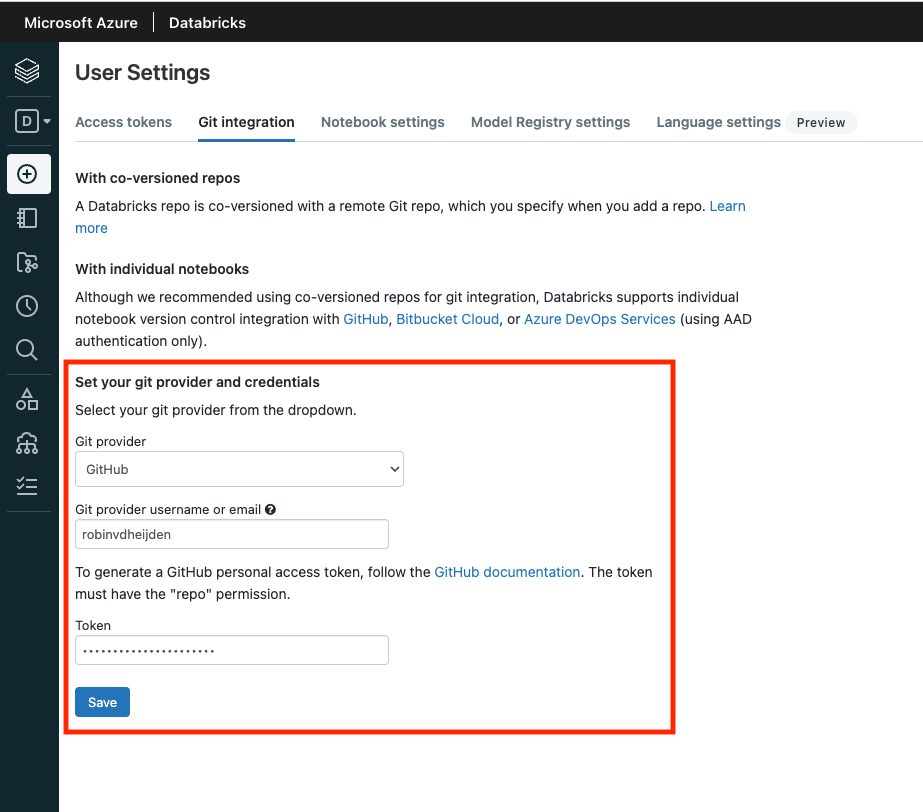 Microsoft Azure | Databricks
User Settings
D
Access tokens Git integration Notebook settings Model Registry settings Language settings Preview
With co-versioned repos
A Databricks repo is co-versioned with a remote Git repo, which you specify when you add a repo. Learn
more
With individual notebooks
Although we recommended using co-versioned repos for git integration, Databricks supports individual
notebook version control integration with GitHub, Bitbucket Cloud, or Azure DevOps Services (using AAD
authentication only).
Set your git provider and credentials
Select your git provider from the dropdown.
Git provider
GitHub
Git provider username or email ?
robinvdheijden
To generate a GitHub personal access token, follow the GitHub documentation. The token
must have the "repo" permission.
Token
••••••••••••••••••••••
Save